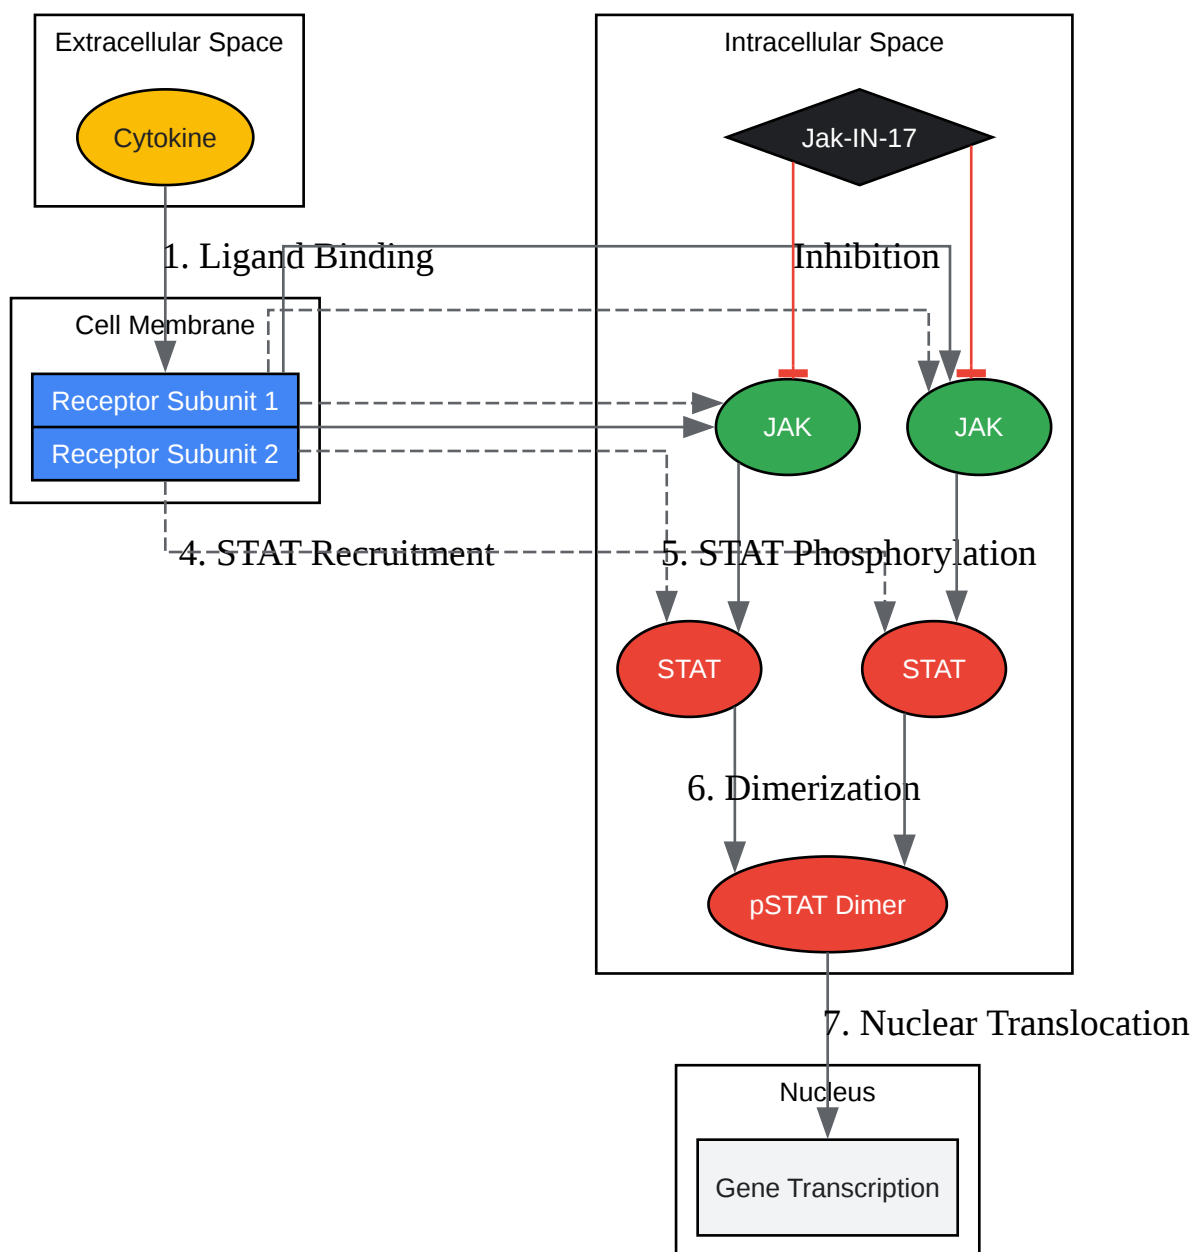 Extracellular Space
Intracellular Space
Cytokine
Jak-IN-17
1. Ligand Binding
Inhibition
Cell Membrane
Receptor Subunit 1
Receptor Subunit 2
JAK
JAK
4. STAT Recruitment
5. STAT Phosphorylation
STAT
STAT
6. Dimerization
pSTAT Dimer
7. Nuclear Translocation
Nucleus
Gene Transcription